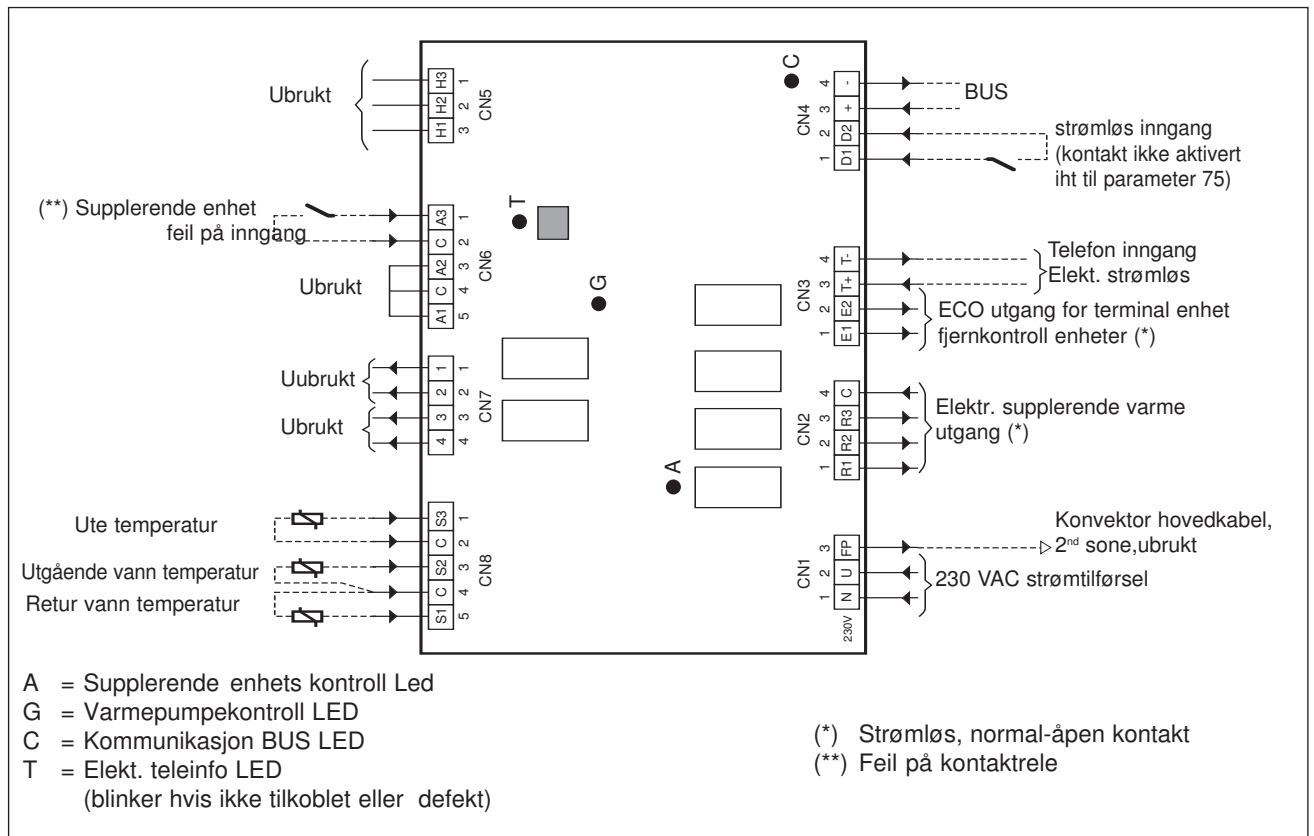 Ubrukt
H3 1
H2 2
H1 3
CN5
(**) Supplerende enhet
feil på inngang
A3 1
C 2
A2 3
C 4
A1 5
CN6
Ubrukt
Uubrukt
Ubrukt
1 1
2 2
3 3
4 4
CN7
Ute temperatur
Utgående vann temperatur
Retur vann temperatur
S3 1
C 2
S2 3
C 4
S1 5
CN8
T
G
A
C
4 -
3 +
2 D2
1 D1
CN4
BUS
strømløs inngang
(kontakt ikke aktivert
iht til parameter 75)
4 T-
3 T+
2 E2
1 E1
CN3
Telefon inngang
Elekt. strømløs
ECO utgang for terminal enhet
fjernkontroll enheter (*)
4 C
3 R3
2 R2
1 R1
CN2
Elektr. supplerende varme
utgang (*)
3 FP
2 U
1 N
CN1
230V
Konvektor hovedkabel,
2nd sone,ubrukt
230 VAC strømtilførsel
A = Supplerende enhets kontroll Led
G = Varmepumpekontroll LED
C = Kommunikasjon BUS LED
T = Elekt. teleinfo LED
(blinker hvis ikke tilkoblet eller defekt)
(*) Strømløs, normal-åpen kontakt
(**) Feil på kontaktrele